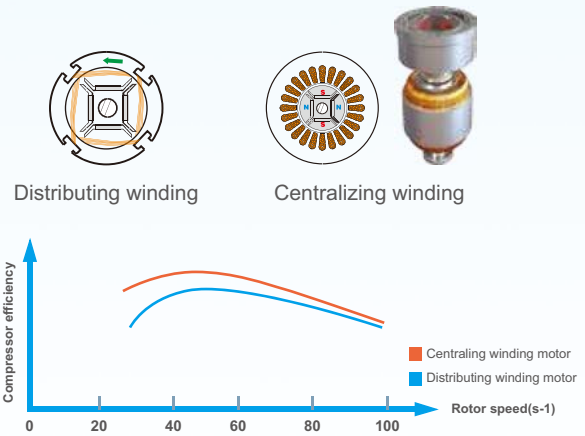 S
N
N
S
Distributing winding
Centralizing winding
Compressor efficiency
Centraling winding motor
Distributing winding motor
Rotor speed(s-1)
0 20 40 60 80 100